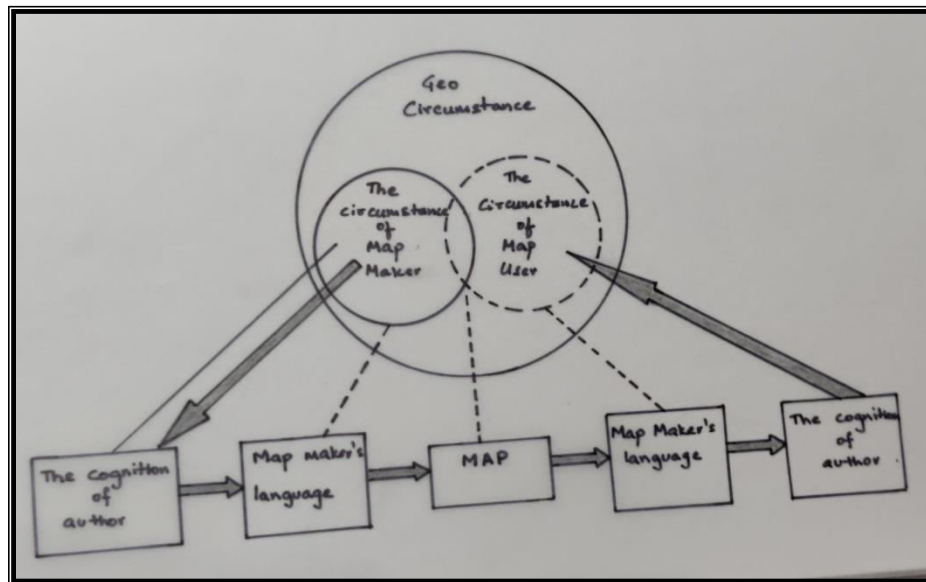 Geo
Circumstance
The
circumstance
of
Map
Maker
The
Circumstance
of
Map
User
The cognition
of
author
Map Maker's
language
MAP
Map Maker's
language
The cognition
of
author